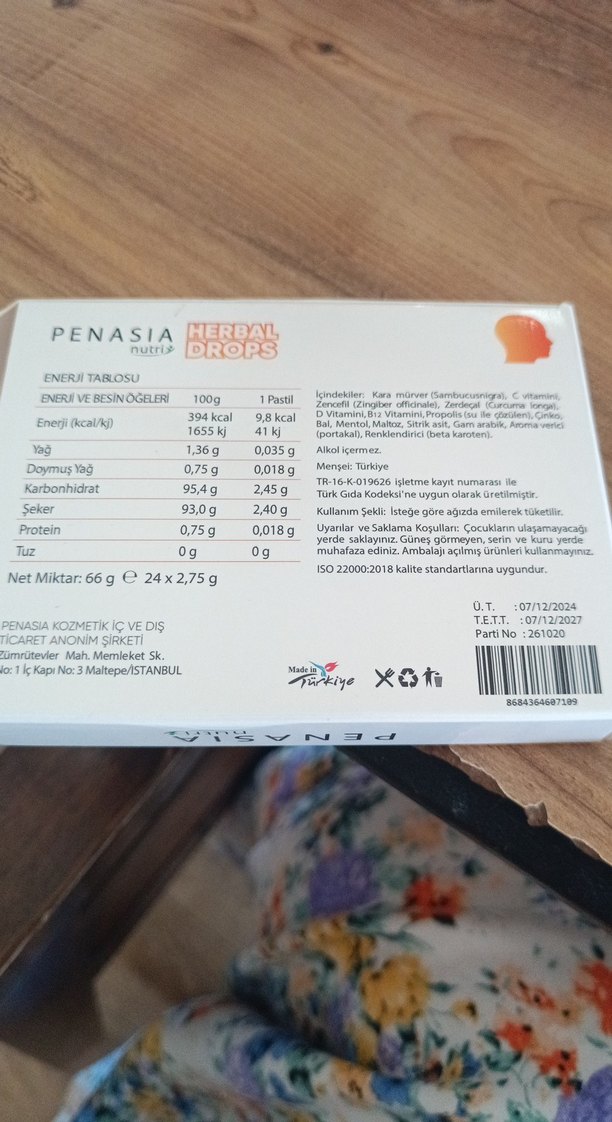 PENASIA
nutrix
HERBAL
DROPS
ENERJİ TABLOSU
ENERJİ VE BESİN ÖĞELERİ 100g 1 Pastil
Enerji (kcal/kj) 394 kcal 9,8 kcal
1655 kj 41 kj
Yağ 1,36 g 0,035 g
Doymuş Yağ 0,75 g 0,018 g
Karbonhidrat 95,4 g 2,45 g
Şeker 93,0 g 2,40 g
Protein 0,75 g 0,018 g
Tuz 0 g 0 g
Net Miktar: 66 g ℮ 24 x 2,75 g
PENASIA KOZMETİK İÇ VE DIŞ
TİCARET ANONİM ŞİRKETİ
Zümrütevler Mah. Memleket Sk.
No: 1 İç Kapı No: 3 Maltepe/İSTANBUL
İçindekiler: Kara mürver (Sambucusnigra), C vitamini,
Zencefil (Zingiber officinale), Zerdeçal (Curcuma longa),
D Vitamini, B12 Vitamini, Propolis (su ile çözülen), Çinko,
Bal, Mentol, Maltoz, Sitrik asit, Gam arabik, Aroma verici
(portakal), Renklendirici (beta karoten).
Alkol içermez.
Menşei: Türkiye
TR-16-K-019626 işletme kayıt numarası ile
Türk Gıda Kodeksi'ne uygun olarak üretilmiştir.
Kullanım Şekli: İsteğe göre ağızda emilerek tüketilir.
Uyarılar ve Saklama Koşulları: Çocukların ulaşamayacağı
yerde saklayınız. Güneş görmeyen, serin ve kuru yerde
muhafaza ediniz. Ambalajı açılmış ürünleri kullanmayınız.
ISO 22000:2018 kalite standartlarına uygundur.
Ü.T. :07/12/2024
T.E.T.T. :07/12/2027
Parti No :261020
Made in
Türkiye
8684364607109
PENASIA
nutrix